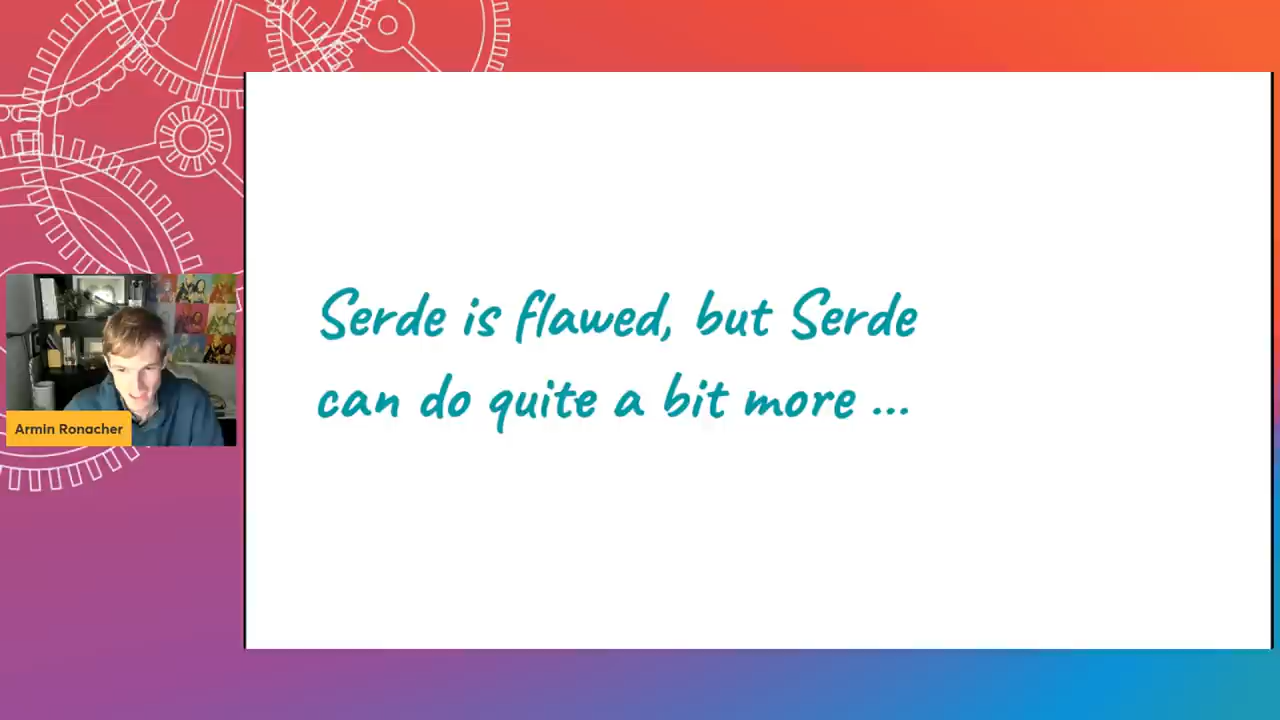 Serde is flawed, but Serde
can do quite a bit more ...
Armin Ronacher